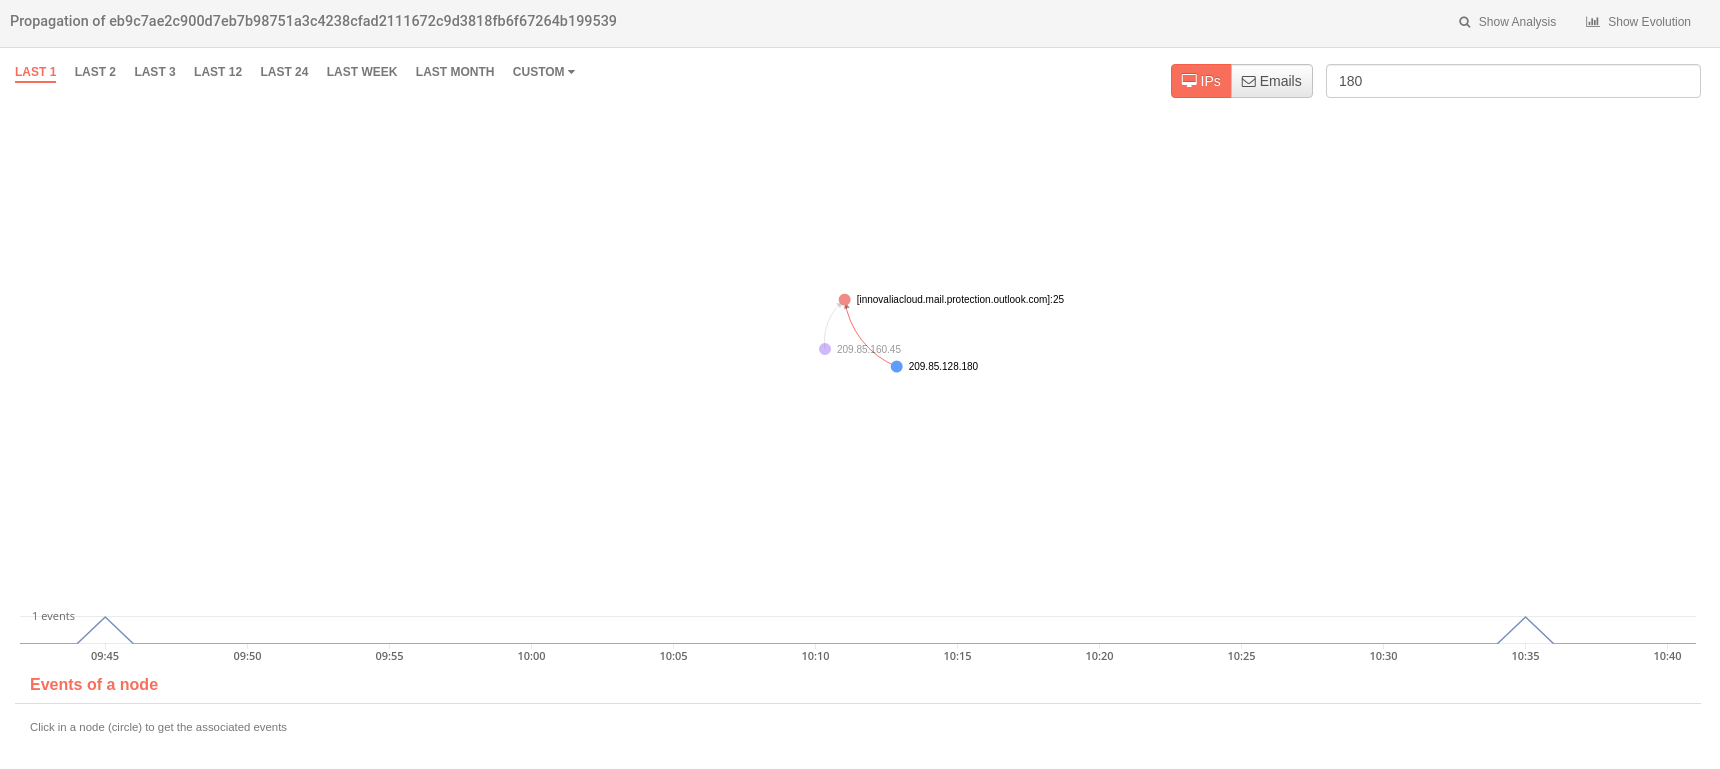 Propagation of eb9c7ae2c900d7eb7b98751a3c4238cfad2111672c9d3818fb6f67264b199539
Show Analysis
Show Evolution
LAST 1 LAST 2 LAST 3 LAST 12 LAST 24 LAST WEEK LAST MONTH CUSTOM
IPs
Emails
180
[innovaliacloud.mail.protection.outlook.com]:25
209.85.160.45
209.85.128.180
1 events
09:45 09:50 09:55 10:00 10:05 10:10 10:15 10:20 10:25 10:30 10:35 10:40
Events of a node
Click in a node (circle) to get the associated events